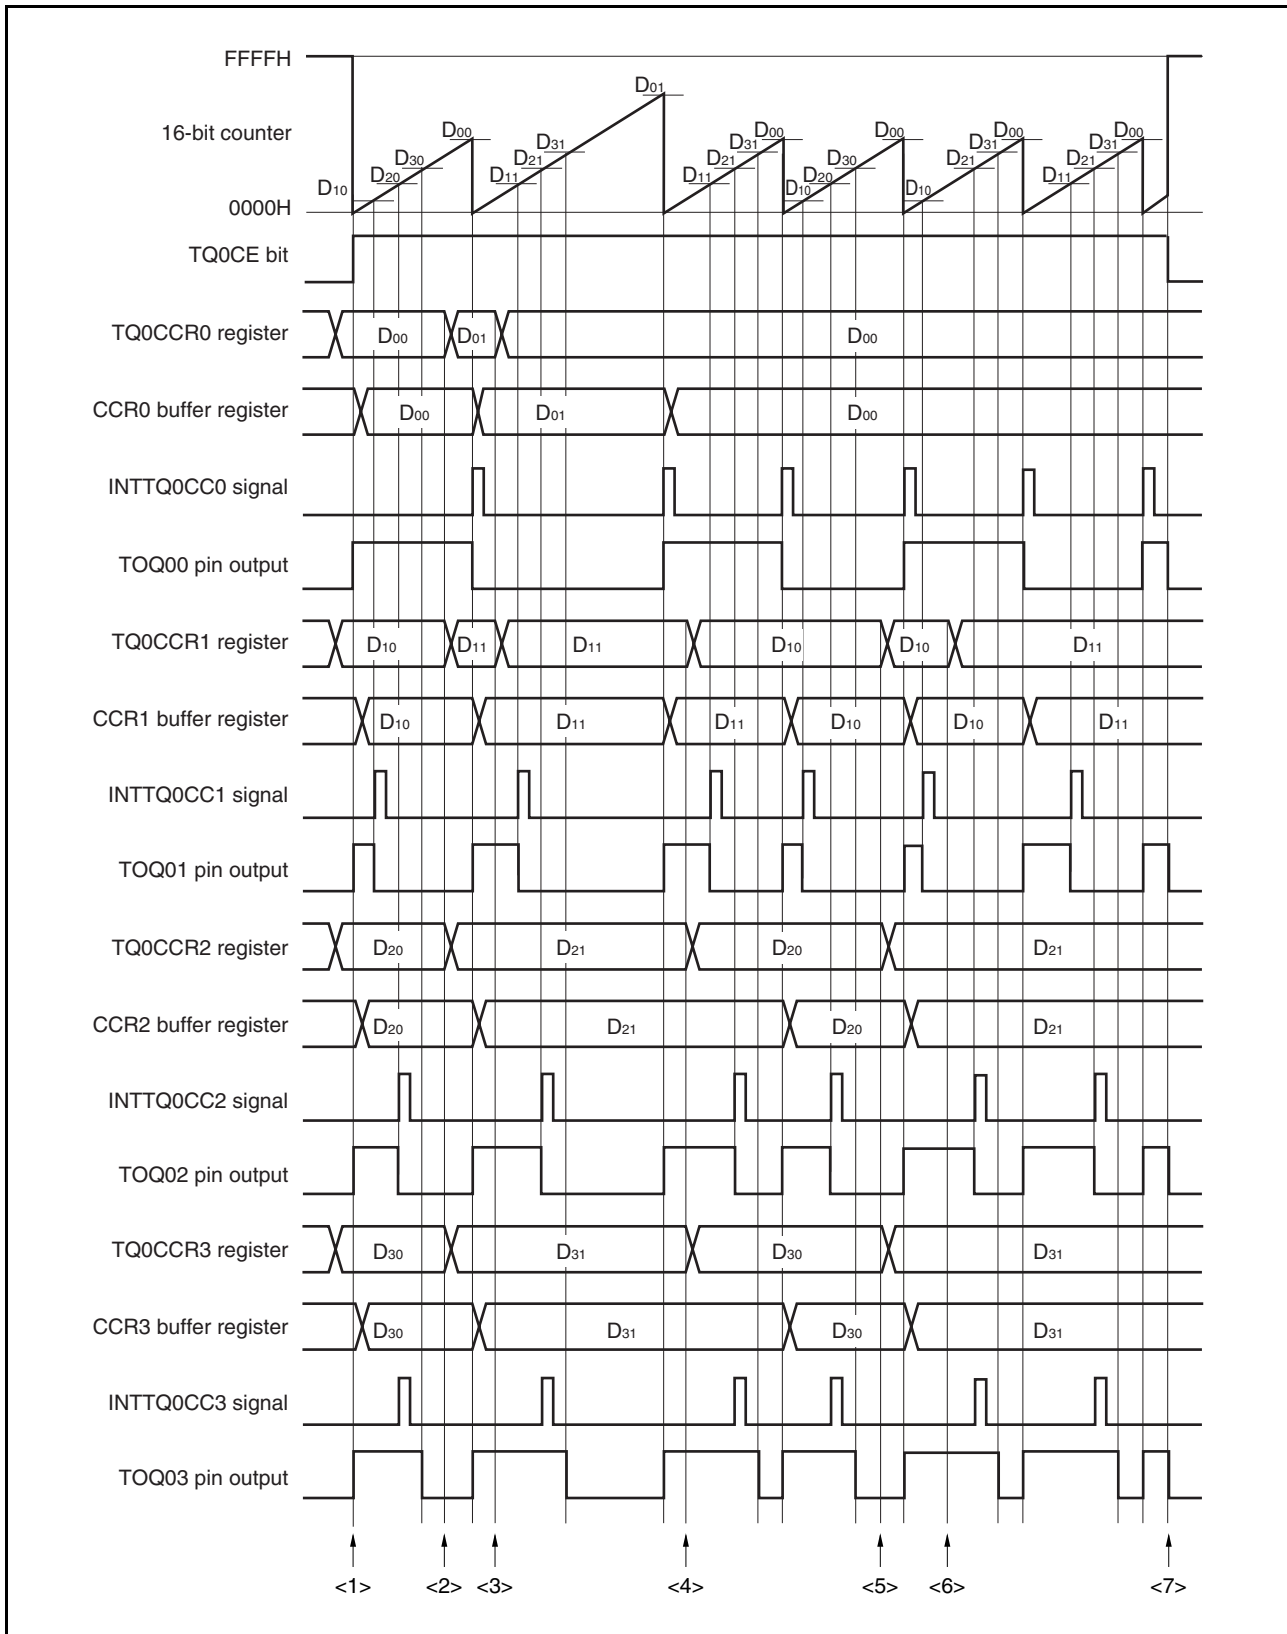 FFFFH
D01
16-bit counter
D00 D00 D00 D00 D00
D31 D31 D31 D31
D30 D21 D21 D30 D21 D21
D20 D11 D11 D20 D11
D10 D10 D10
0000H
TQ0CE bit
TQ0CCR0 register D00 D01 D00
CCR0 buffer register D00 D01 D00
INTTQ0CC0 signal
TOQ00 pin output
TQ0CCR1 register D10 D11 D11 D10 D10 D11
CCR1 buffer register D10 D11 D11 D10 D10 D11
INTTQ0CC1 signal
TOQ01 pin output
TQ0CCR2 register D20 D21 D20 D21
CCR2 buffer register D20 D21 D20 D21
INTTQ0CC2 signal
TOQ02 pin output
TQ0CCR3 register D30 D31 D30 D31
CCR3 buffer register D30 D31 D30 D31
INTTQ0CC3 signal
TOQ03 pin output
<1> <2> <3> <4> <5> <6> <7>